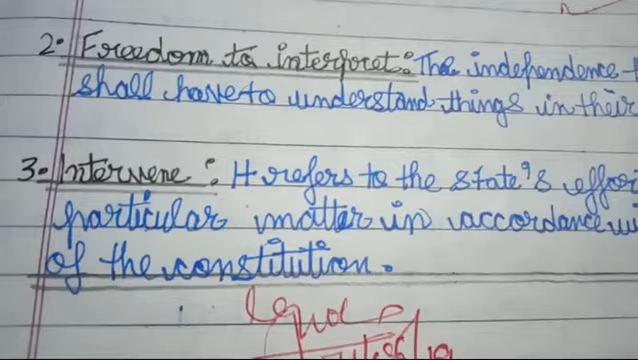 2. Freedom to interpret: The independence
shall have to understand things in their
3. Intervene: It refers to the state's
particular matter in accordance
of the constitution.